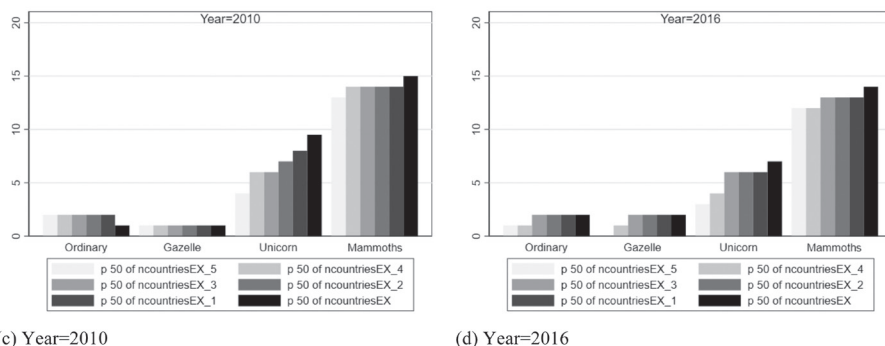 Year=2010
20
15
10
5
0
Ordinary Gazelle Unicorn Mammoths
p 50 of ncountriesEX_5 p 50 of ncountriesEX_4
p 50 of ncountriesEX_3 p 50 of ncountriesEX_2
p 50 of ncountriesEX_1 p 50 of ncountriesEX
c) Year=2010
Year=2016
20
15
10
5
0
Ordinary Gazelle Unicorn Mammoths
p 50 of ncountriesEX_5 p 50 of ncountriesEX_4
p 50 of ncountriesEX_3 p 50 of ncountriesEX_2
p 50 of ncountriesEX_1 p 50 of ncountriesEX
(d) Year=2016